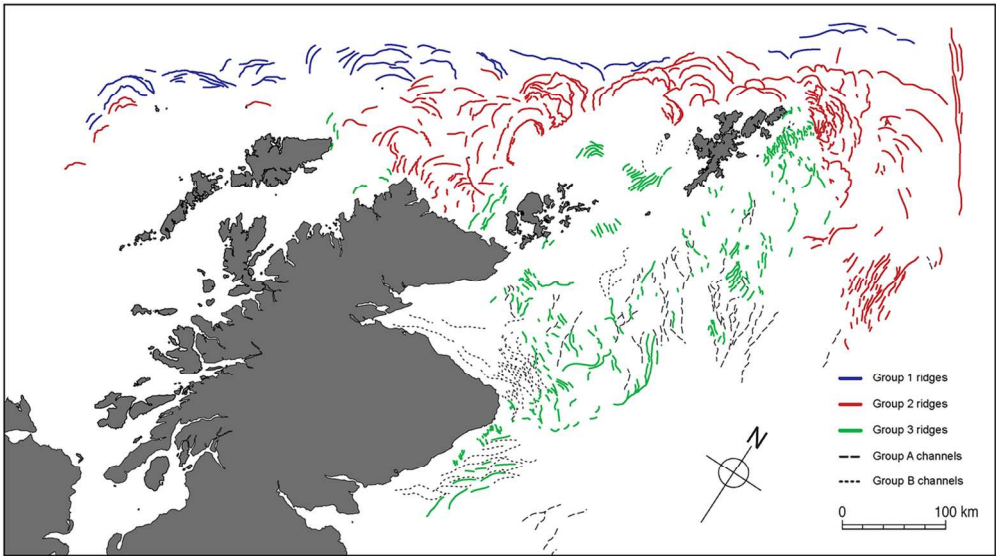 Group 1 ridges
Group 2 ridges
Group 3 ridges
Group A channels
Group B channels
N
0 100 km